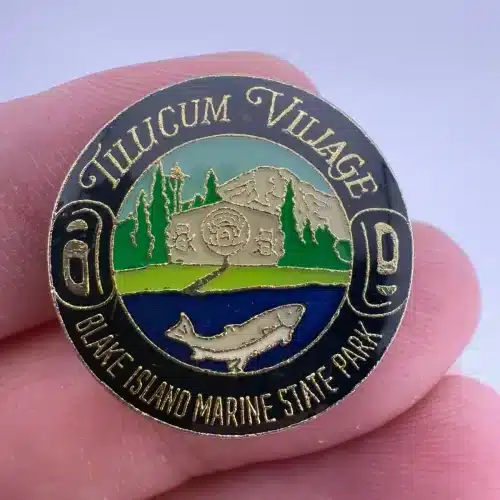 TILLICUM VILLAGE
BLAKE ISLAND MARINE STATE PARK